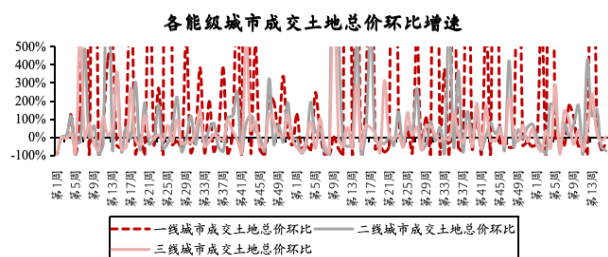 各能级城市成交土地总价环比增速
500%
400%
300%
200%
100%
0%
-100%
第1周
第5周
第9周
第13周
第17周
第21周
第25周
第29周
第33周
第37周
第41周
第45周
第49周
第1周
第5周
第9周
第13周
第17周
第21周
第25周
第29周
第33周
第37周
第41周
第45周
第49周
第1周
第5周
第9周
第13周
一线城市成交土地总价环比
二线城市成交土地总价环比
三线城市成交土地总价环比